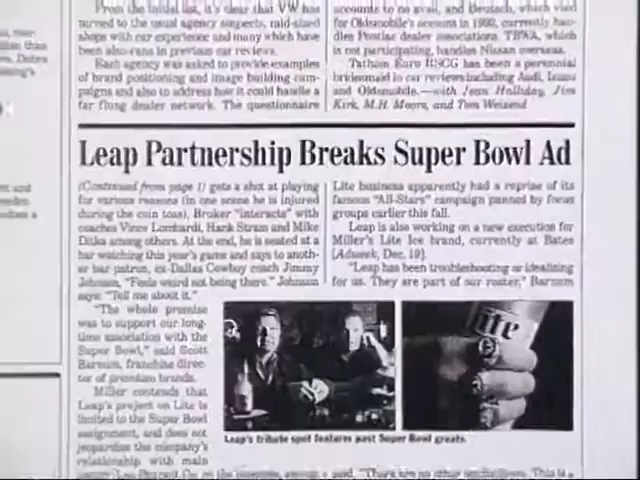 From the initial list, it's clear that VW has
turned to the usual agency suspects, mid-sized
shops with car experience and many which have
been also-rans in previous car reviews.
Each agency was asked to provide examples
of brand positioning and image building cam-
paigns and also to address how it could handle a
far flung dealer network. The questionnaire
accounts to no avail, and Deutsch, which vied
for Oldsmobile's account in 1992, currently han-
dles Pontiac dealer associations. TBWA, which
is not participating, handles Nissan overseas.
Tatham Euro RSCG has been a perennial
bridesmaid in car reviews including Audi, Isuzu
and Oldsmobile.—with Jean Halliday, Jim
Kirk, M.H. Moore, and Tom Weisend
Leap Partnership Breaks Super Bowl Ad
(Continued from page 1) gets a shot at playing
for various reasons (in one scene he is injured
during the coin toss), Broker "interacts" with
coaches Vince Lombardi, Hank Stram and Mike
Ditka among others. At the end, he is seated at a
bar watching this year's game and says to anoth-
er bar patron, ex-Dallas Cowboy coach Jimmy
Johnson, "Feels weird not being there." Johnson
says: "Tell me about it."
"The whole premise
was to support our long-
time association with the
Super Bowl," said Scott
Barnum, franchise direc-
tor of premium brands.
Miller contends that
Leap's project on Lite is
limited to the Super Bowl
assignment, and does not
jeopardize the company's
relationship with main
Lite business apparently had a reprise of its
famous "All-Stars" campaign panned by focus
groups earlier this fall.
Leap is also working on a new execution for
Miller's Lite Ice brand, currently at Bates
(Adweek, Dec. 19).
"Leap has been troubleshooting or idealizing
for us. They are part of our roster," Barnum
Lite
Leap's tribute spot features past Super Bowl greats.